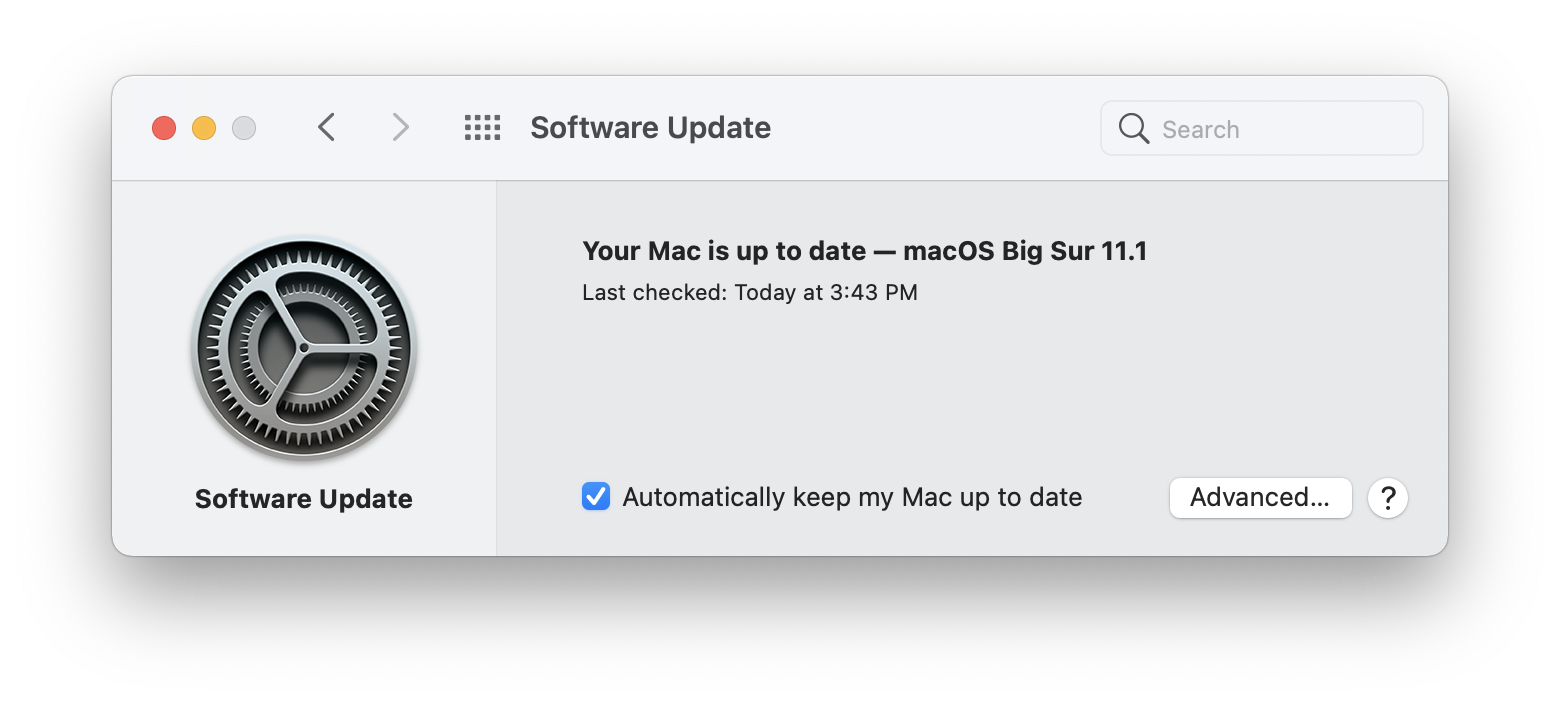 Software Update
Search
Your Mac is up to date — macOS Big Sur 11.1
Last checked: Today at 3:43 PM
Software Update
Automatically keep my Mac up to date
Advanced...
?